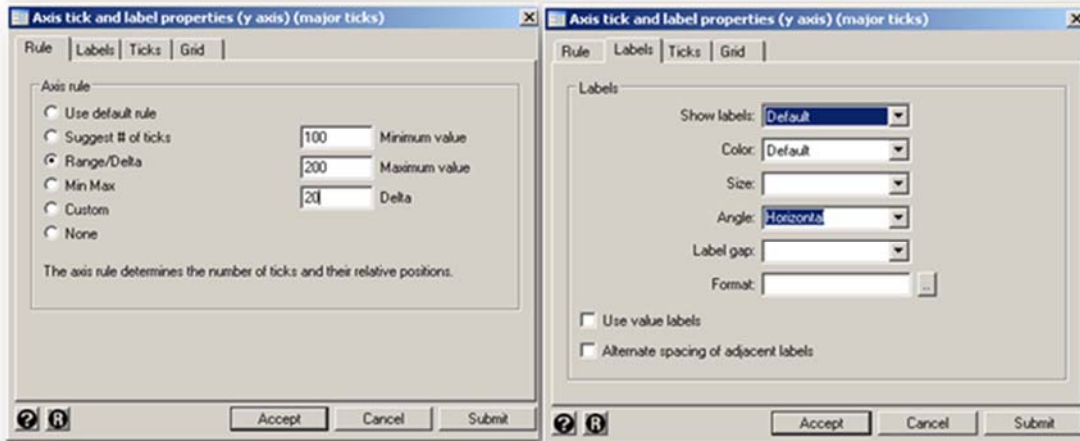 Axis tick and label properties (y axis) (major ticks)
Rule Labels Ticks Grid
Axis rule
Use default rule
Suggest # of ticks
Range/Delta
Min Max
Custom
None
100 Minimum value
200 Maximum value
20 Delta
The axis rule determines the number of ticks and their relative positions.
? R Accept Cancel Submit
Axis tick and label properties (y axis) (major ticks)
Rule Labels Ticks Grid
Labels
Show labels: Default
Color: Default
Size:
Angle: Horizontal
Label gap:
Format: ..
Use value labels
Alternate spacing of adjacent labels
? R Accept Cancel Submit